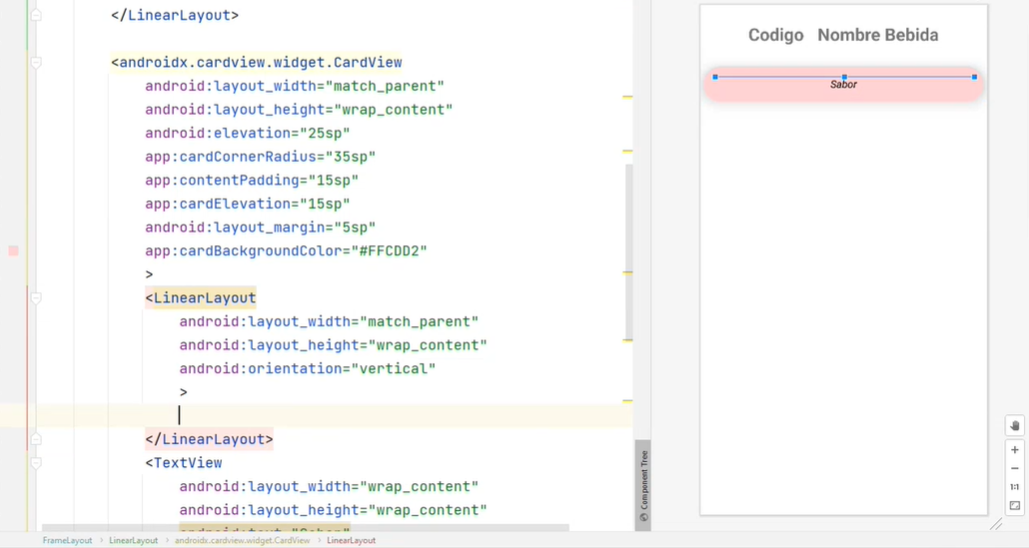 </LinearLayout>
<androidx.cardview.widget.CardView
android:layout_width="match_parent"
android:layout_height="wrap_content"
android:elevation="25sp"
app:cardCornerRadius="35sp"
app:contentPadding="15sp"
app:cardElevation="15sp"
android:layout_margin="5sp"
app:cardBackgroundColor="#FFCDD2"
>
<LinearLayout
android:layout_width="match_parent"
android:layout_height="wrap_content"
android:orientation="vertical"
>
</LinearLayout>
<TextView
android:layout_width="wrap_content"
android:layout_height="wrap_content"
android:text="Sabor"
FrameLayout > LinearLayout > androidx.cardview.widget.CardView > LinearLayout
Component Tree
Codigo Nombre Bebida
Sabor
1:1